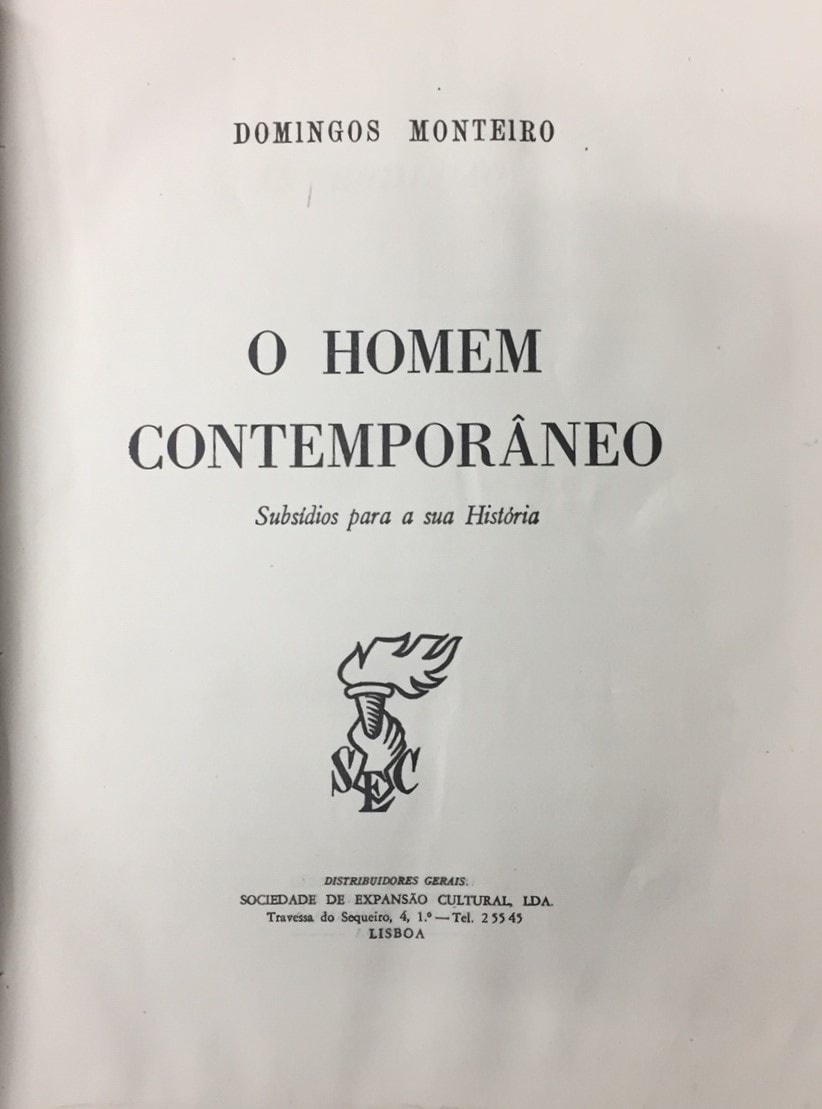 DOMINGOS MONTEIRO
O HOMEM
CONTEMPORÂNEO
Subsídios para a sua História
SEC
DISTRIBUIDORES GERAIS:
SOCIEDADE DE EXPANSÃO CULTURAL, LDA.
Travessa do Sequeiro, 4, 1.º — Tel. 2 55 45
LISBOA